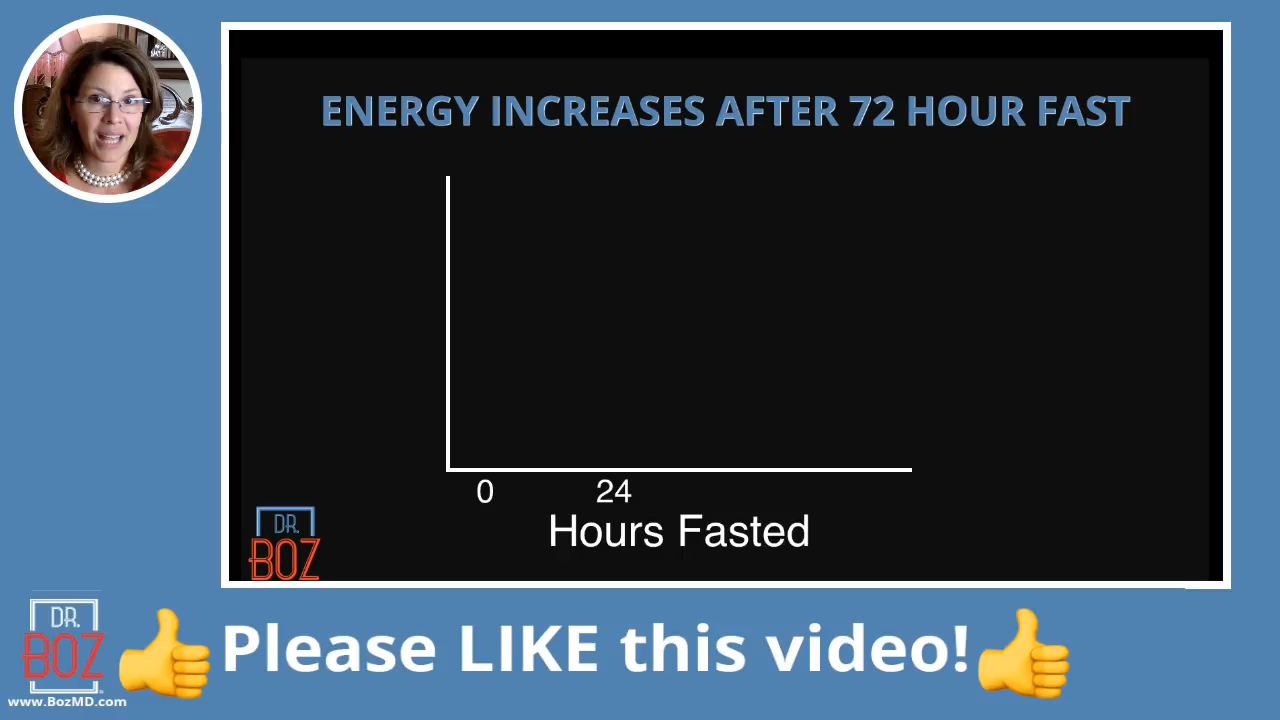 ENERGY INCREASES AFTER 72 HOUR FAST
0 24
Hours Fasted
DR.
BOZ
DR.
BOZ
www.BozMD.com
Please LIKE this video!